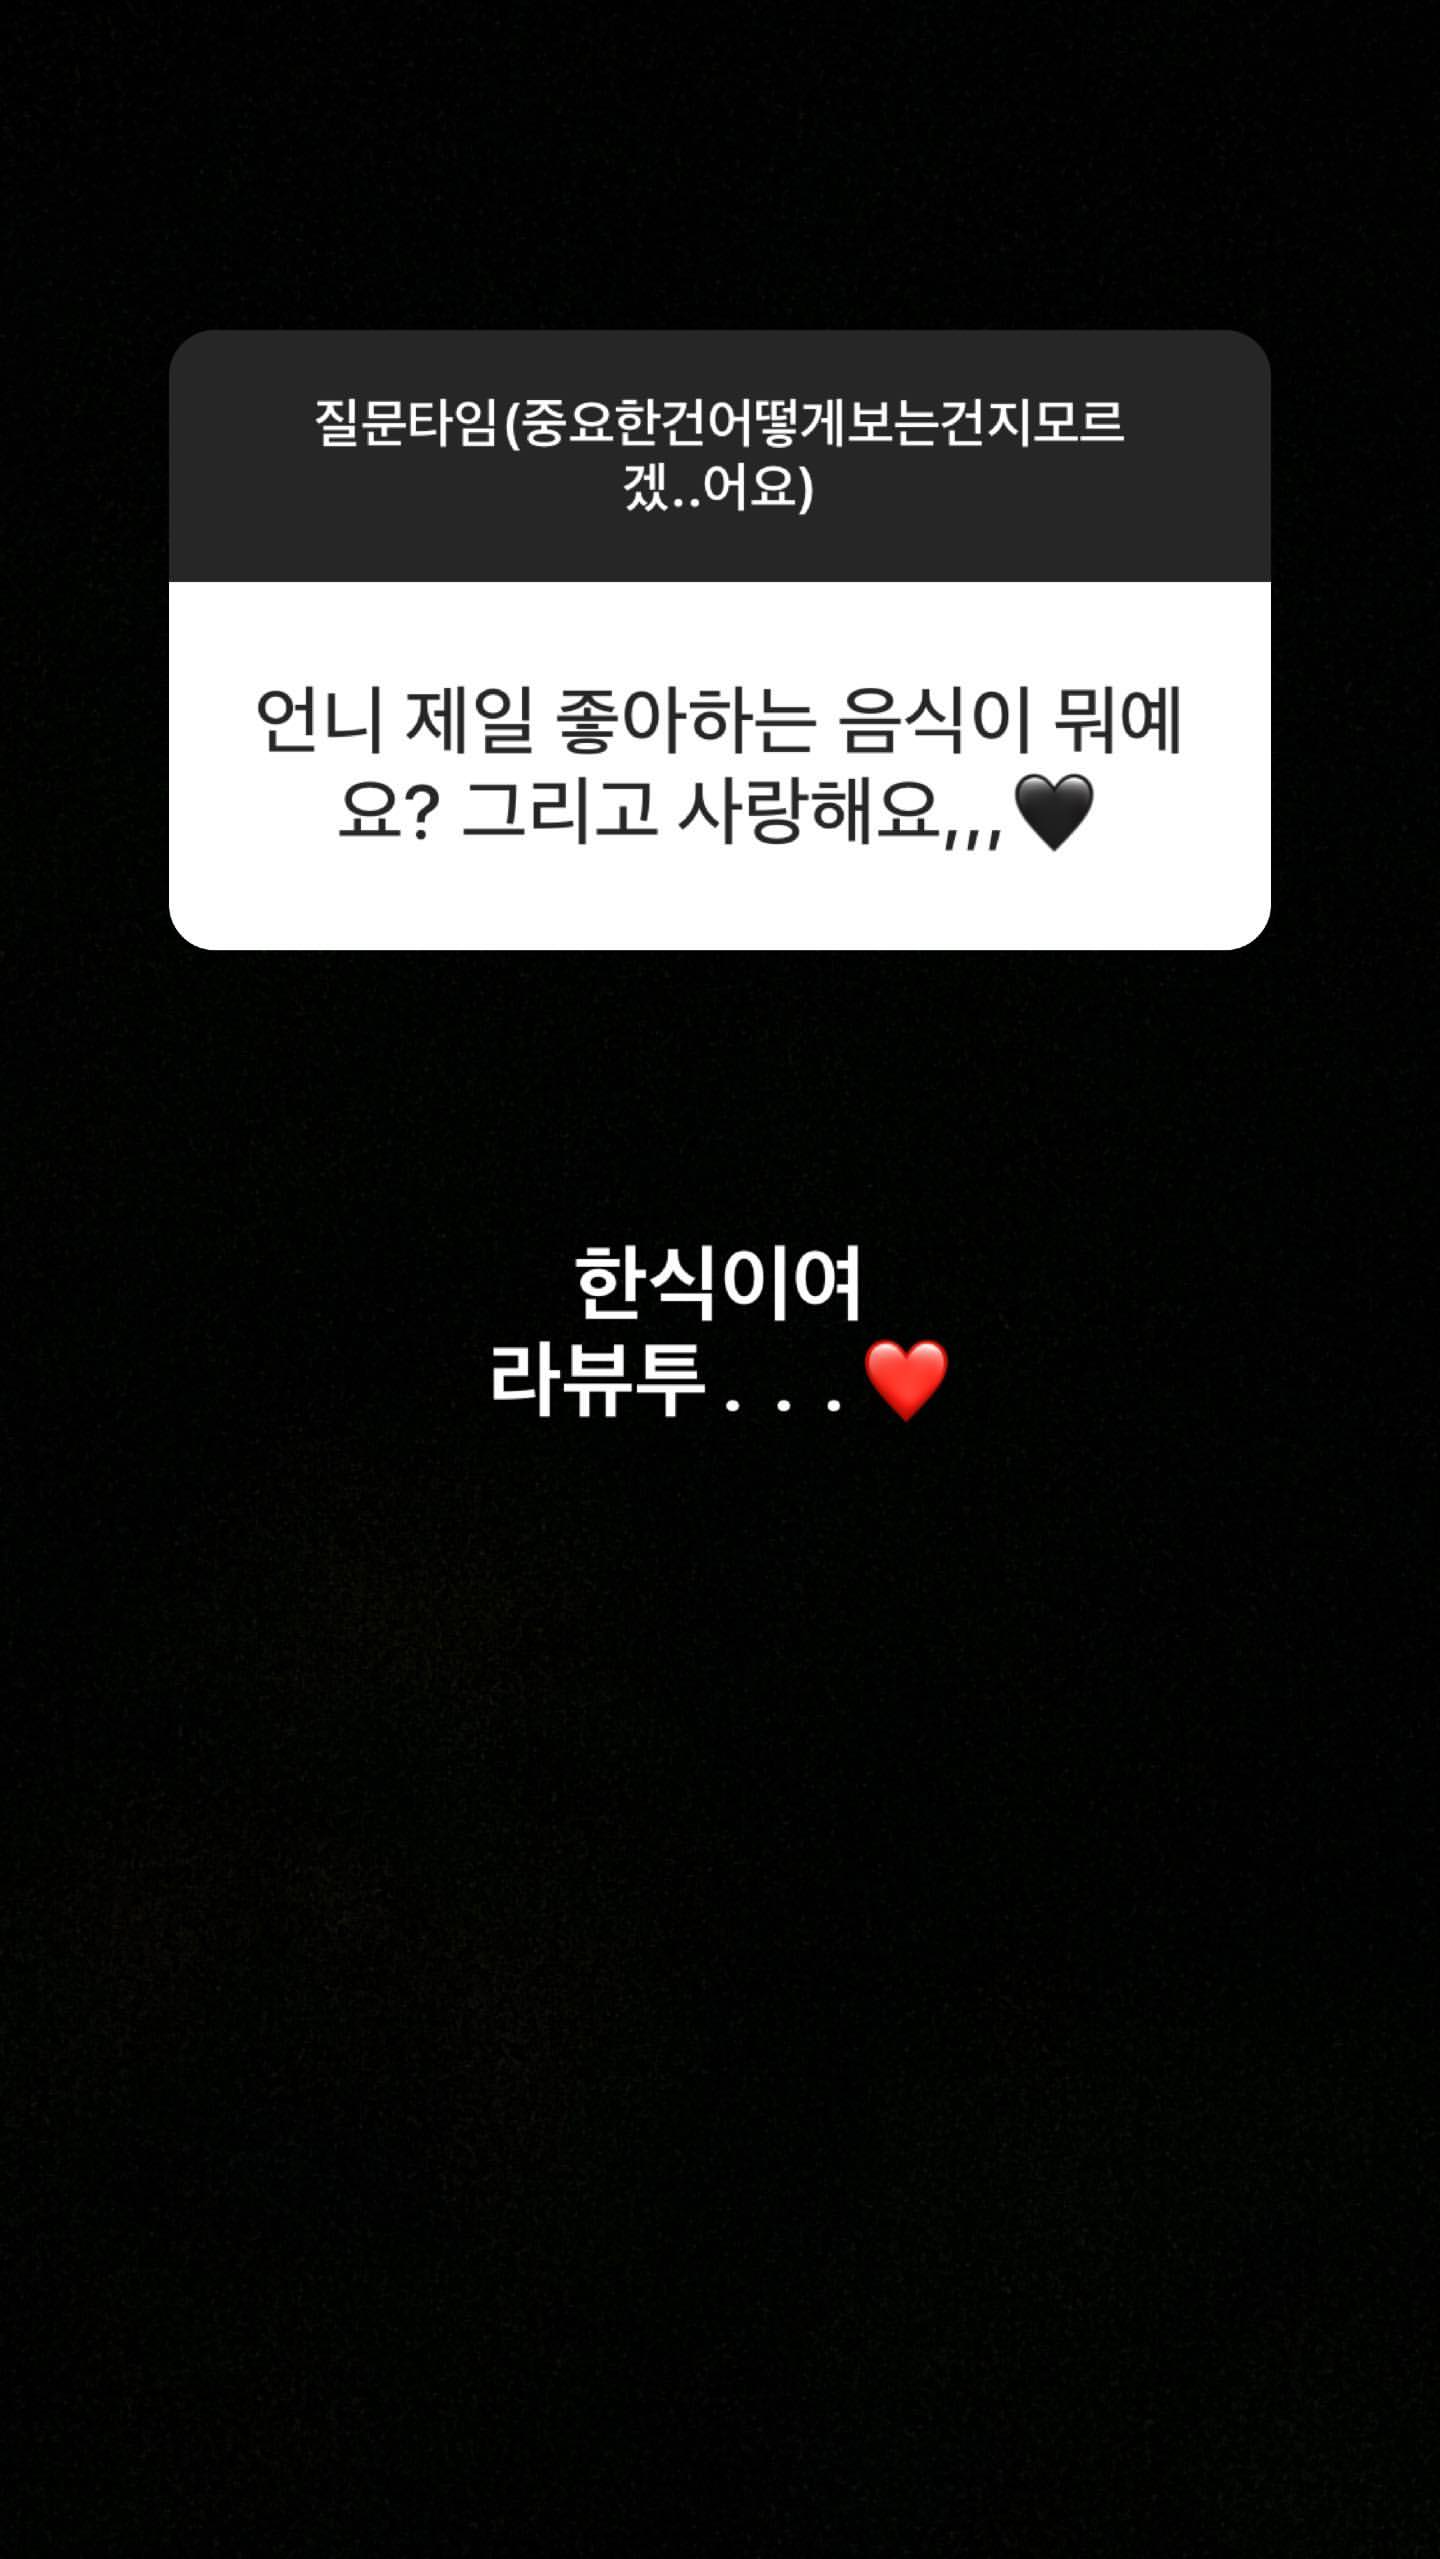 질문타임(중요한건어떻게보는건지모르
겠..어요)
언니 제일 좋아하는 음식이 뭐예
요? 그리고 사랑해요,,,🖤
한식이여
라뷰투 . . . ❤️